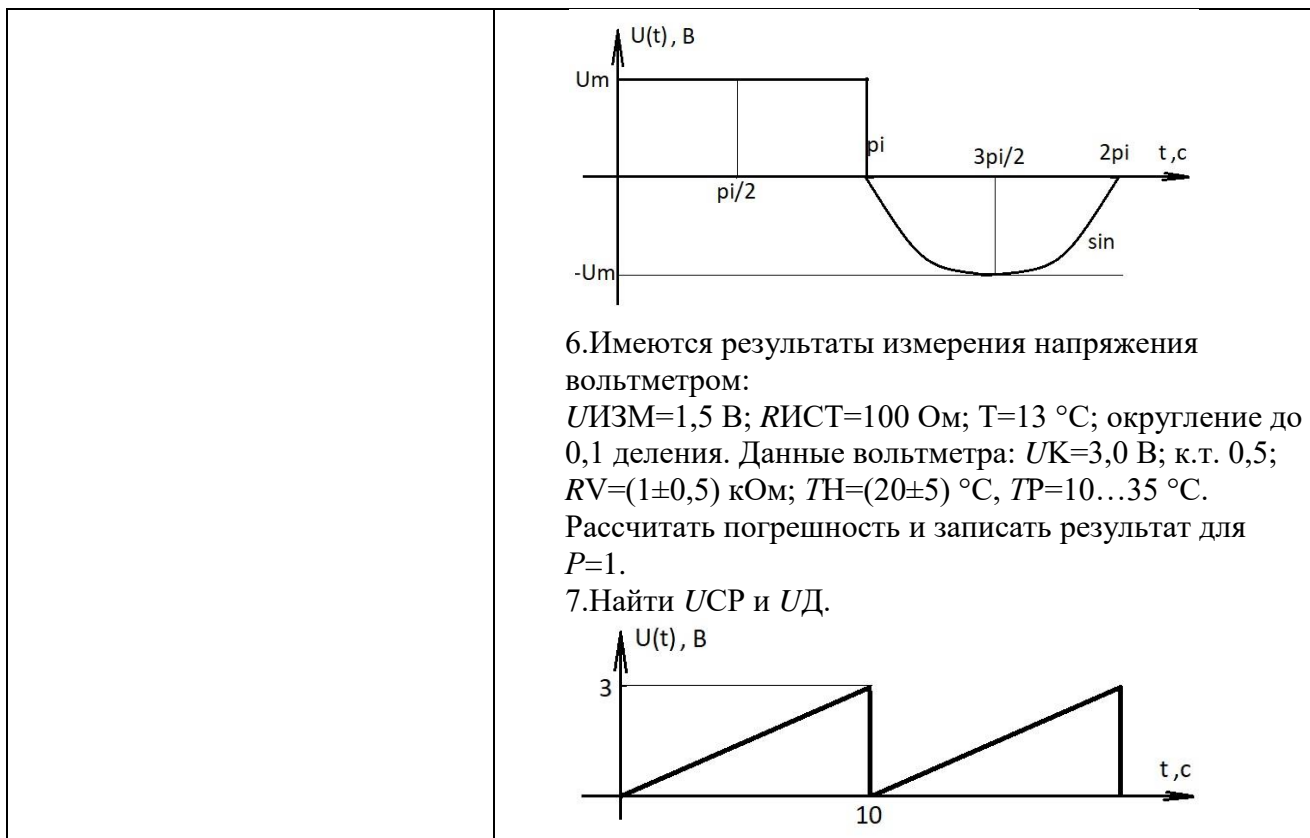 U(t), В
Um
pi
3pi/2
2pi
t,c
pi/2
sin
-Um
6.Имеются результаты измерения напряжения
вольтметром:
UИЗМ=1,5 В; RИСТ=100 Ом; Т=13 °С; округление до
0,1 деления. Данные вольтметра: UК=3,0 В; к.т. 0,5;
RV=(1±0,5) кОм; TН=(20±5) °С, TР=10…35 °С.
Рассчитать погрешность и записать результат для
P=1.
7.Найти UСР и UД.
U(t), В
3
t,c
10